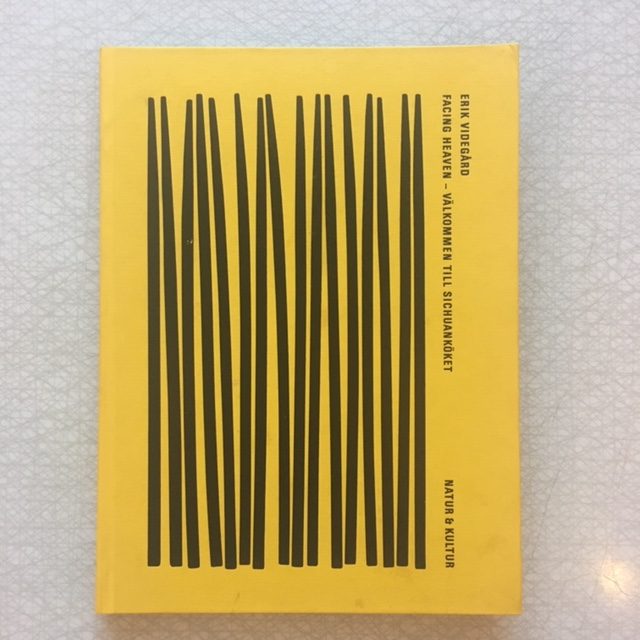 ERIK VIDEGÅRD
FACING HEAVEN – VÄLKOMMEN TILL SICHUANKÖKET
NATUR & KULTUR